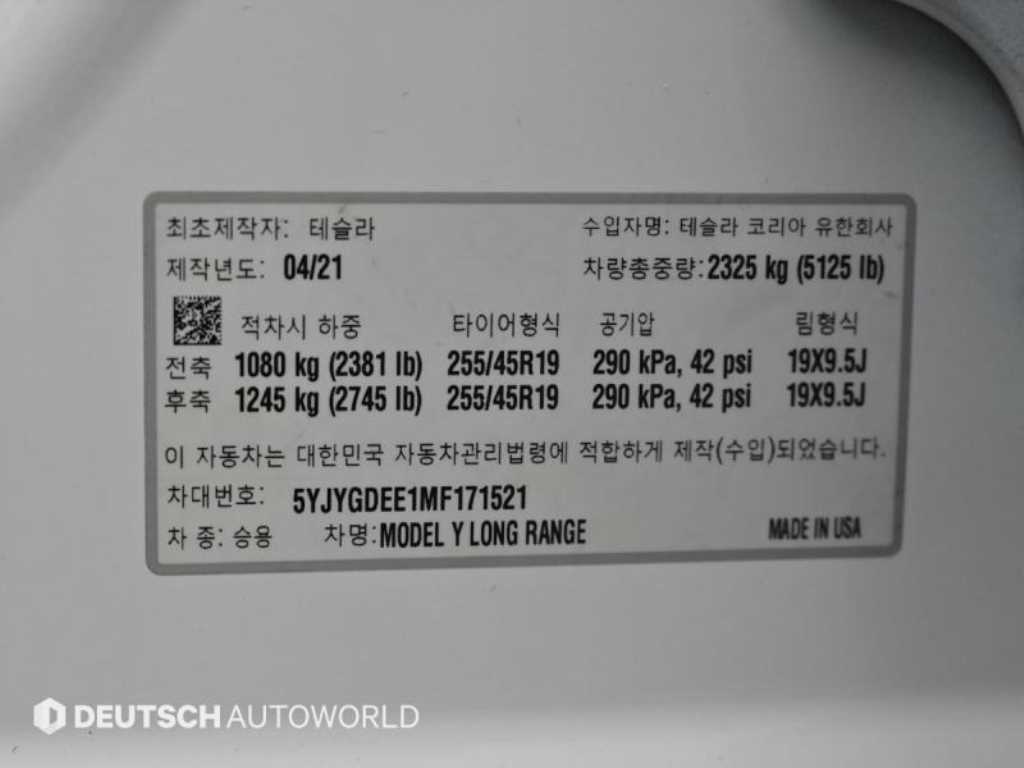 최초제작자: 테슬라 수입자명: 테슬라 코리아 유한회사
제작년도: 04/21 차량총중량: 2325 kg (5125 lb)
적차시 하중 타이어형식 공기압 림형식
전축 1080 kg (2381 lb) 255/45R19 290 kPa, 42 psi 19X9.5J
후축 1245 kg (2745 lb) 255/45R19 290 kPa, 42 psi 19X9.5J
이 자동차는 대한민국 자동차관리법령에 적합하게 제작(수입)되었습니다.
차대번호: 5YJYGDEE1MF171521
차 종: 승용 차명: MODEL Y LONG RANGE MADE IN USA
DEUTSCH AUTOWORLD